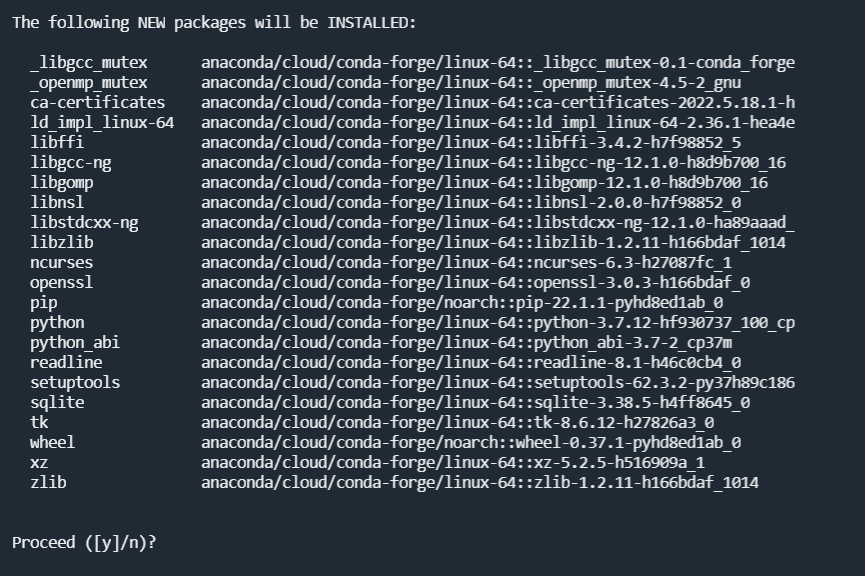 The following NEW packages will be INSTALLED:
_libgcc_mutex anaconda/cloud/conda-forge/linux-64::_libgcc_mutex-0.1-conda_forge
_openmp_mutex anaconda/cloud/conda-forge/linux-64::_openmp_mutex-4.5-2_gnu
ca-certificates anaconda/cloud/conda-forge/linux-64::ca-certificates-2022.5.18.1-h
ld_impl_linux-64 anaconda/cloud/conda-forge/linux-64::ld_impl_linux-64-2.36.1-hea4e
libffi anaconda/cloud/conda-forge/linux-64::libffi-3.4.2-h7f98852_5
libgcc-ng anaconda/cloud/conda-forge/linux-64::libgcc-ng-12.1.0-h8d9b700_16
libgomp anaconda/cloud/conda-forge/linux-64::libgomp-12.1.0-h8d9b700_16
libnsl anaconda/cloud/conda-forge/linux-64::libnsl-2.0.0-h7f98852_0
libstdcxx-ng anaconda/cloud/conda-forge/linux-64::libstdcxx-ng-12.1.0-ha89aaad_
libzlib anaconda/cloud/conda-forge/linux-64::libzlib-1.2.11-h166bdaf_1014
ncurses anaconda/cloud/conda-forge/linux-64::ncurses-6.3-h27087fc_1
openssl anaconda/cloud/conda-forge/linux-64::openssl-3.0.3-h166bdaf_0
pip anaconda/cloud/conda-forge/noarch::pip-22.1.1-pyhd8ed1ab_0
python anaconda/cloud/conda-forge/linux-64::python-3.7.12-hf930737_100_cp
python_abi anaconda/cloud/conda-forge/linux-64::python_abi-3.7-2_cp37m
readline anaconda/cloud/conda-forge/linux-64::readline-8.1-h46c0cb4_0
setuptools anaconda/cloud/conda-forge/linux-64::setuptools-62.3.2-py37h89c186
sqlite anaconda/cloud/conda-forge/linux-64::sqlite-3.38.5-h4ff8645_0
tk anaconda/cloud/conda-forge/linux-64::tk-8.6.12-h27826a3_0
wheel anaconda/cloud/conda-forge/noarch::wheel-0.37.1-pyhd8ed1ab_0
xz anaconda/cloud/conda-forge/linux-64::xz-5.2.5-h516909a_1
zlib anaconda/cloud/conda-forge/linux-64::zlib-1.2.11-h166bdaf_1014
Proceed ([y]/n)?